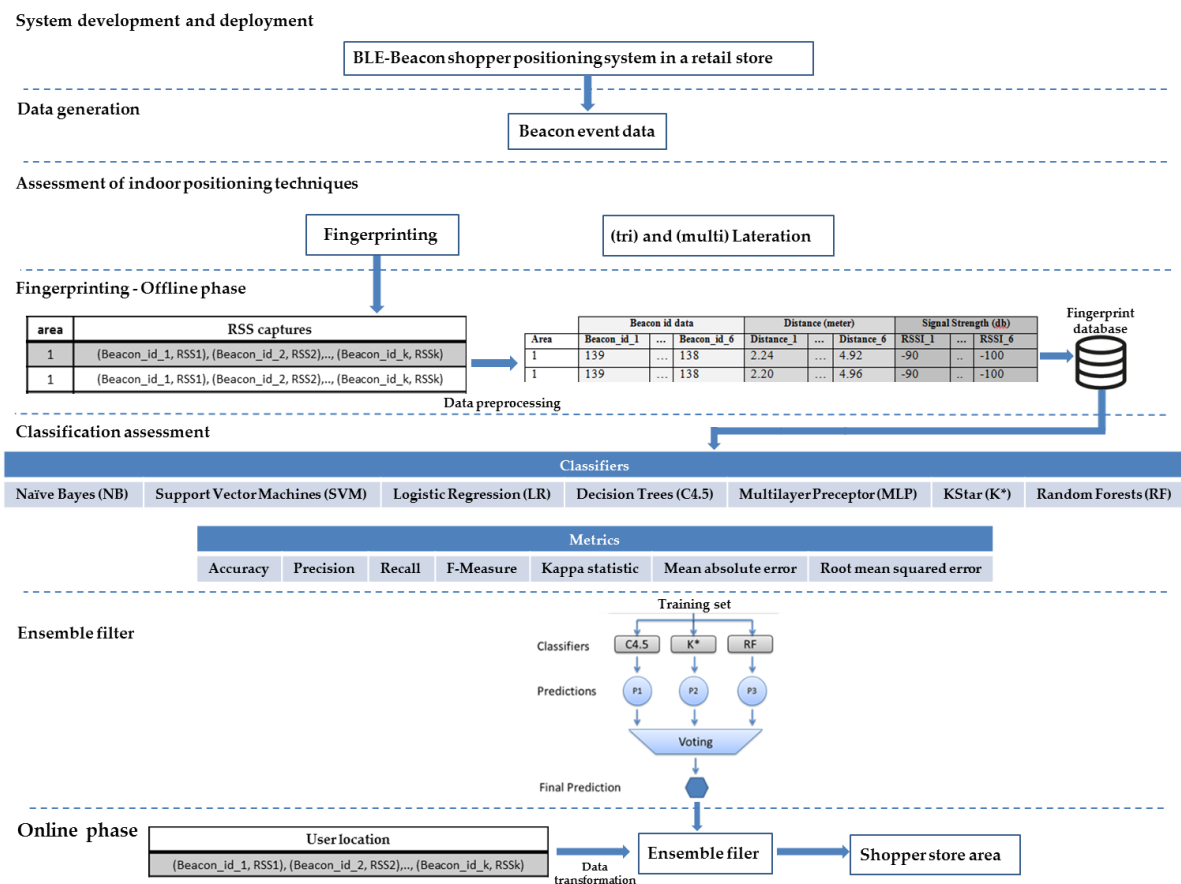 System development and deployment
BLE-Beacon shopper positioning system in a retail store
Data generation
Beacon event data
Assessment of indoor positioning techniques
Fingerprinting
(tri) and (multi) Lateration
Fingerprinting - Offline phase
area RSS captures
1 (Beacon_id_1, RSS1), (Beacon_id_2, RSS2),.., (Beacon_id_k, RSSk)
1 (Beacon_id_1, RSS1), (Beacon_id_2, RSS2),.., (Beacon_id_k, RSSk)
Data preprocessing
Beacon id data Distance (meter) Signal Strength (db)
Area Beacon_id_1 ... Beacon_id_6 Distance_1 ... Distance_6 RSSI_1 ... RSSI_6
1 139 ... 138 2.24 ... 4.92 -90 .. -100
1 139 ... 138 2.20 ... 4.96 -90 .. -100
Fingerprint
database
Classification assessment
Classifiers
Naïve Bayes (NB) Support Vector Machines (SVM) Logistic Regression (LR) Decision Trees (C4.5) Multilayer Preceptor (MLP) KStar (K*) Random Forests (RF)
Metrics
Accuracy Precision Recall F-Measure Kappa statistic Mean absolute error Root mean squared error
Ensemble filter
Training set
Classifiers C4.5 K* RF
Predictions P1 P2 P3
Voting
Final Prediction
Online phase
User location
(Beacon_id_1, RSS1), (Beacon_id_2, RSS2),.., (Beacon_id_k, RSSk)
Data
transformation
Ensemble filer
Shopper store area